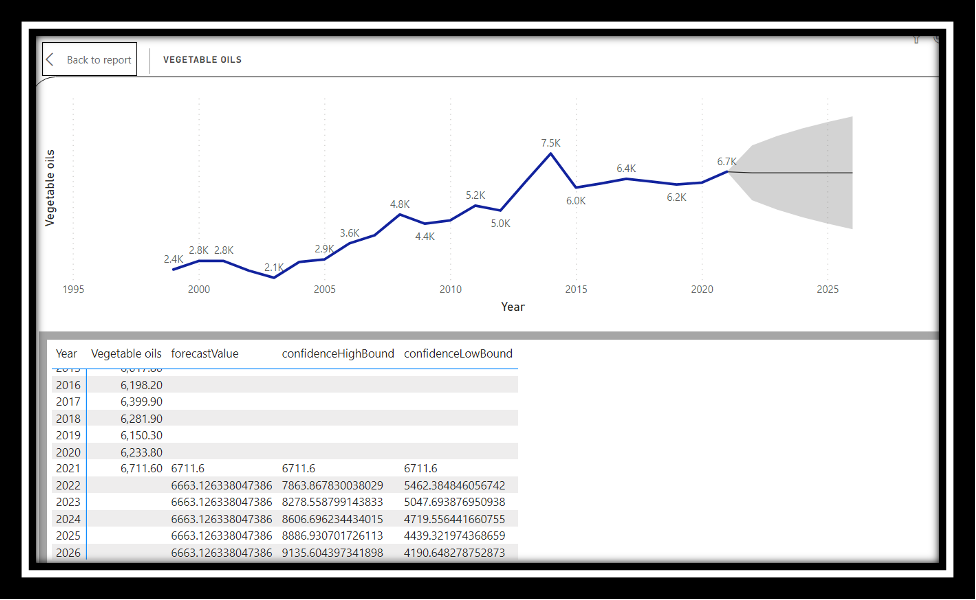 Back to report VEGETABLE OILS
Vegetable oils
7.5K
6.7K
6.4K
6.2K
6.0K
5.2K
5.0K
4.8K
4.4K
3.6K
2.9K
2.8K 2.8K
2.4K
2.1K
1995 2000 2005 2010 2015 2020 2025
Year
Year Vegetable oils forecastValue confidenceHighBound confidenceLowBound
2016 6,198.20
2017 6,399.90
2018 6,281.90
2019 6,150.30
2020 6,233.80
2021 6,711.60 6711.6 6711.6 6711.6
2022 6663.126338047386 7863.867830038029 5462.384846056742
2023 6663.126338047386 8278.558799143833 5047.693876950938
2024 6663.126338047386 8606.696234434015 4719.556441660755
2025 6663.126338047386 8886.930701726113 4439.321974368659
2026 6663.126338047386 9135.604397341898 4190.648278752873